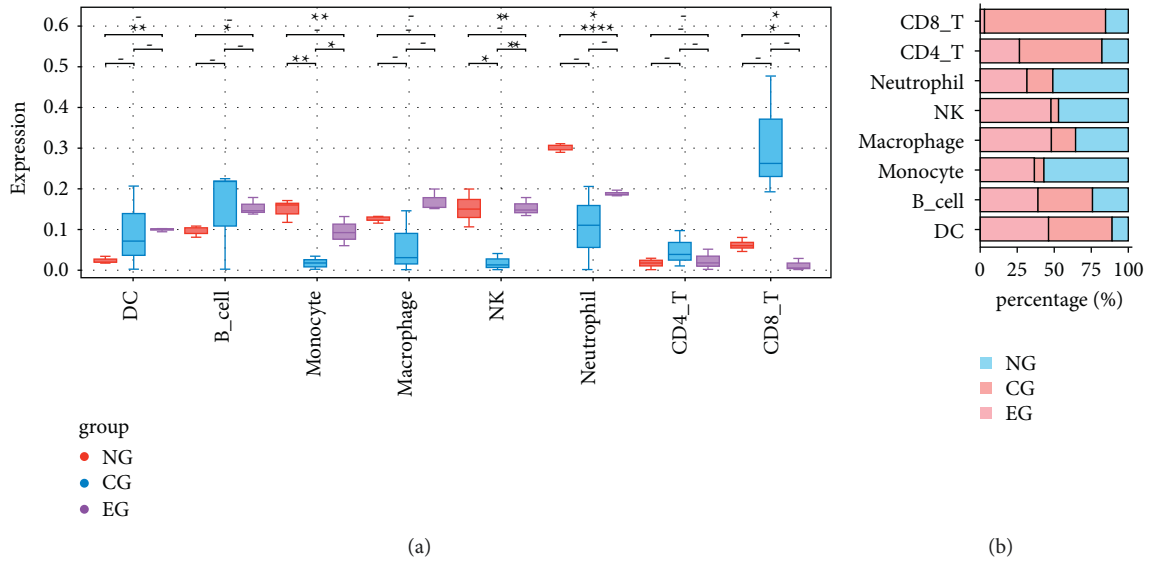 0.6
0.5
0.4
0.3
0.2
0.1
0.0
Expression
– – ** – ** * – *
** * – – – **** – *
– – * – ** – – –
– – ** – * – – –
DC
B_cell
Monocyte
Macrophage
NK
Neutrophil
CD4_T
CD8_T
group
NG
CG
EG
(a)
CD8_T
CD4_T
Neutrophil
NK
Macrophage
Monocyte
B_cell
DC
0 25 50 75 100
percentage (%)
NG
CG
EG
(b)